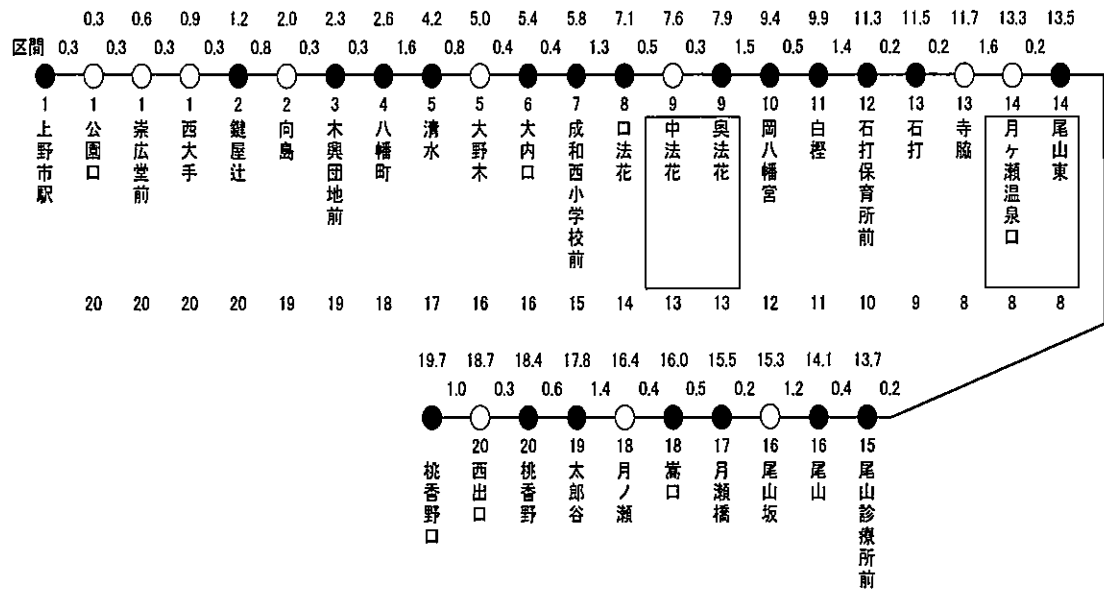 0.3 0.6 0.9 1.2 2.0 2.3 2.6 4.2 5.0 5.4 5.8 7.1 7.6 7.9 9.4 9.9 11.3 11.5 11.7 13.3 13.5
区間 0.3 0.3 0.3 0.3 0.8 0.3 0.3 1.6 0.8 0.4 0.4 1.3 0.5 0.3 1.5 0.5 1.4 0.2 0.2 1.6 0.2
1 1 1 1 2 2 3 4 5 5 6 7 8 9 9 10 11 12 13 13 14 14
上野市駅
公園口
崇広堂前
西大手
鍵屋辻
向島
木興団地前
八幡町
清水
大野木
大内口
成和西小学校前
口法花
中法花
奥法花
岡八幡宮
白樫
石打保育所前
石打
寺脇
月ヶ瀬温泉口
尾山東
20 20 20 20 19 19 18 17 16 16 15 14 13 13 12 11 10 9 8 8 8
19.7 18.7 18.4 17.8 16.4 16.0 15.5 15.3 14.1 13.7
1.0 0.3 0.6 1.4 0.4 0.5 0.2 1.2 0.4 0.2
20 20 19 18 18 17 16 16 15
桃香野口
西出口
桃香野
太郎谷
月ノ瀬
嵩口
月瀬橋
尾山坂
尾山
尾山診療所前